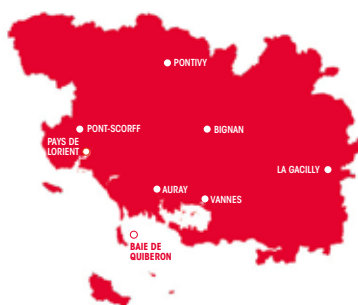 PONTIVY
PONT-SCORFF
BIGNAN
PAYS DE
LORIENT
LA GACILLY
AURAY
VANNES
BAIE DE
QUIBERON